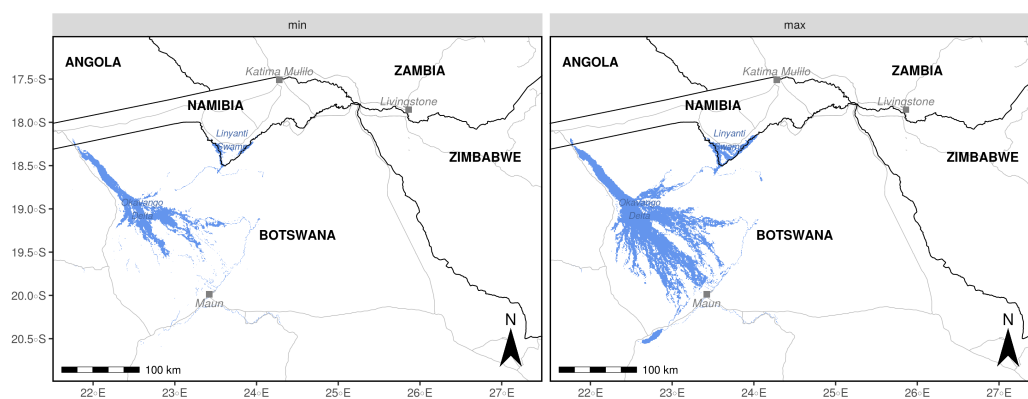 min
max
ANGOLA
ZAMBIA
Katima Mulilo
Livingstone
NAMIBIA
Linyanti
Swamp
ZIMBABWE
Okavango
Delta
BOTSWANA
Maun
N
100 km
ANGOLA
ZAMBIA
Katima Mulilo
Livingstone
NAMIBIA
Linyanti
Swamp
ZIMBABWE
Okavango
Delta
BOTSWANA
Maun
N
100 km
17.5◦S
18.0◦S
18.5◦S
19.0◦S
19.5◦S
20.0◦S
20.5◦S
22◦E 23◦E 24◦E 25◦E 26◦E 27◦E
22◦E 23◦E 24◦E 25◦E 26◦E 27◦E